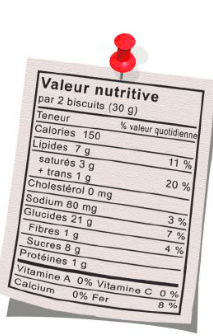 Valeur nutritive
par 2 biscuits (30 g)
Teneur % valeur quotidienne
Calories 150
Lipides 7 g 11 %
saturés 3 g
+ trans 1 g 20 %
Cholestérol 0 mg
Sodium 80 mg 3 %
Glucides 21 g 7 %
Fibres 1 g 4 %
Sucres 8 g
Protéines 1 g
Vitamine A 0% Vitamine C 0 %
Calcium 0% Fer 8 %